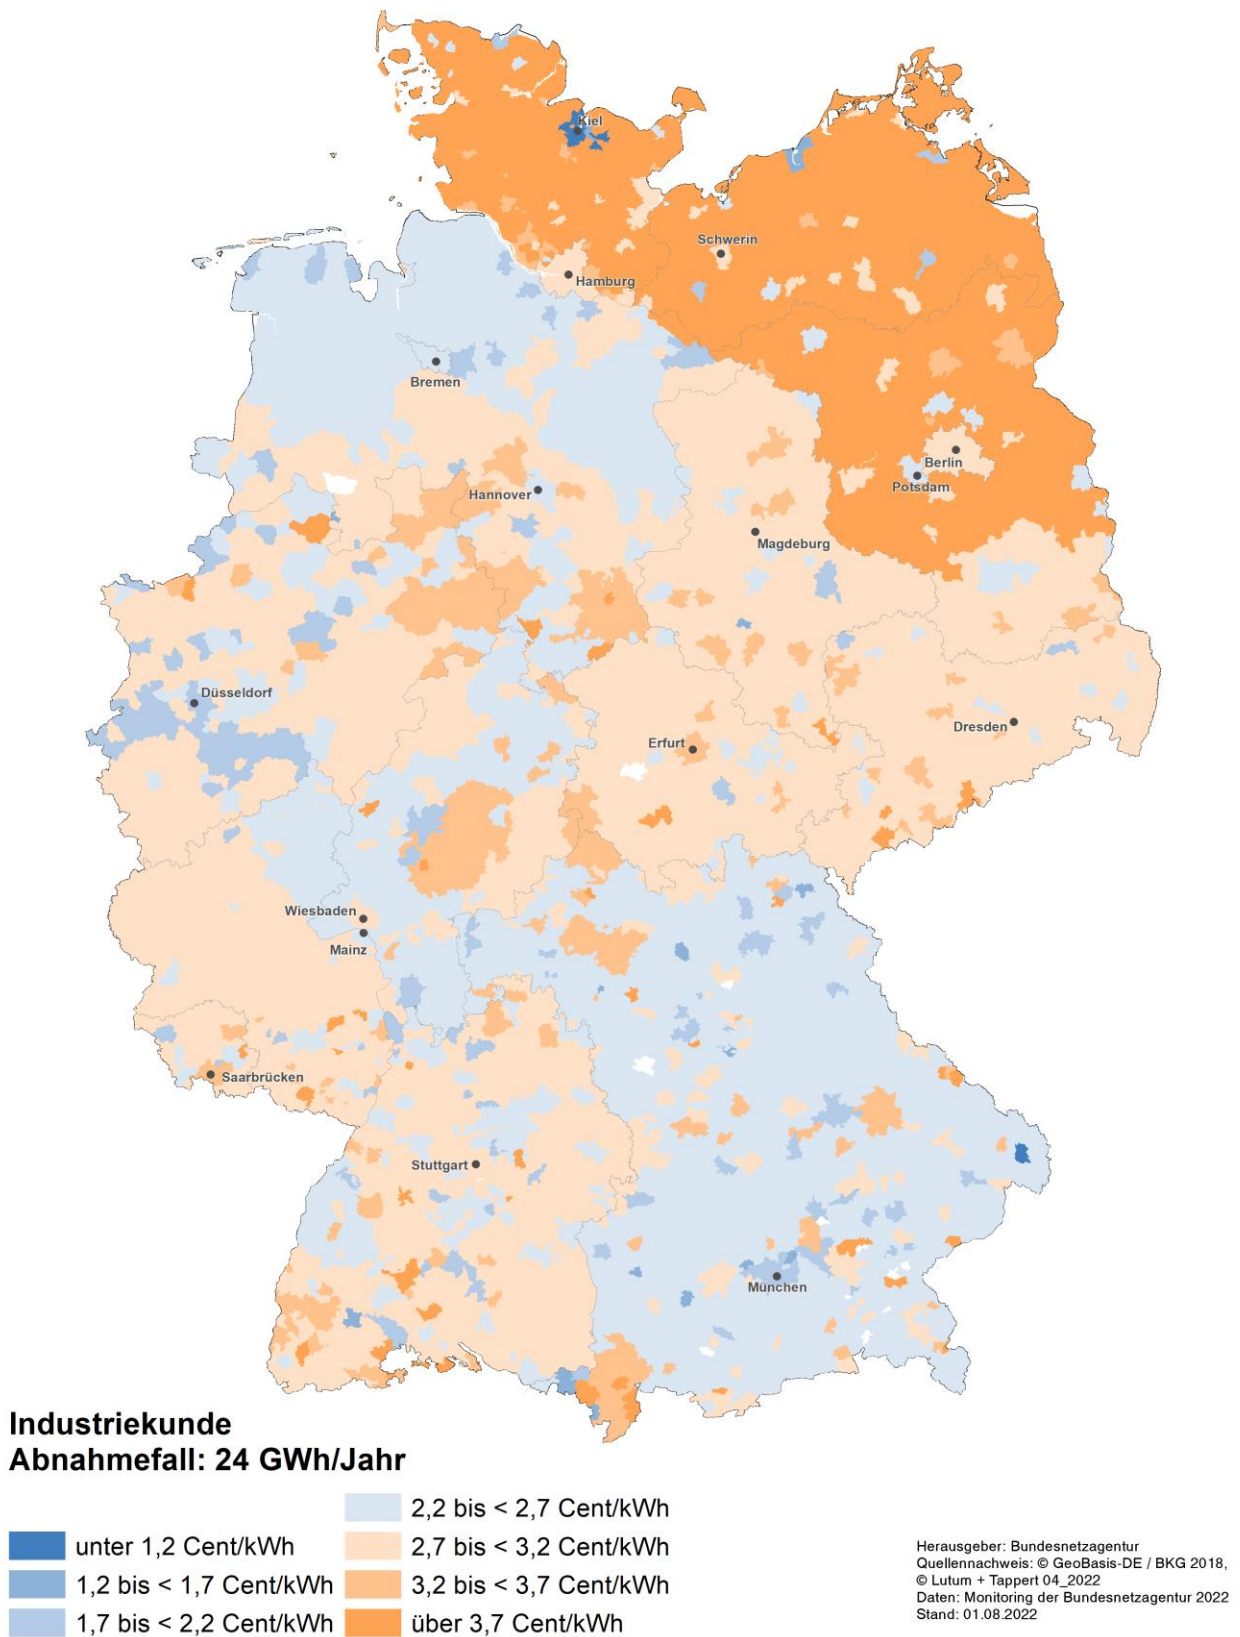 Kiel
Schwerin
Hamburg
Bremen
Berlin
Potsdam
Hannover
Magdeburg
Düsseldorf
Dresden
Erfurt
Wiesbaden
Mainz
Saarbrücken
Stuttgart
München
Industriekunde
Abnahmefall: 24 GWh/Jahr
unter 1,2 Cent/kWh
1,2 bis < 1,7 Cent/kWh
1,7 bis < 2,2 Cent/kWh
2,2 bis < 2,7 Cent/kWh
2,7 bis < 3,2 Cent/kWh
3,2 bis < 3,7 Cent/kWh
über 3,7 Cent/kWh
Herausgeber: Bundesnetzagentur
Quellennachweis: © GeoBasis-DE / BKG 2018,
© Lutum + Tappert 04_2022
Daten: Monitoring der Bundesnetzagentur 2022
Stand: 01.08.2022